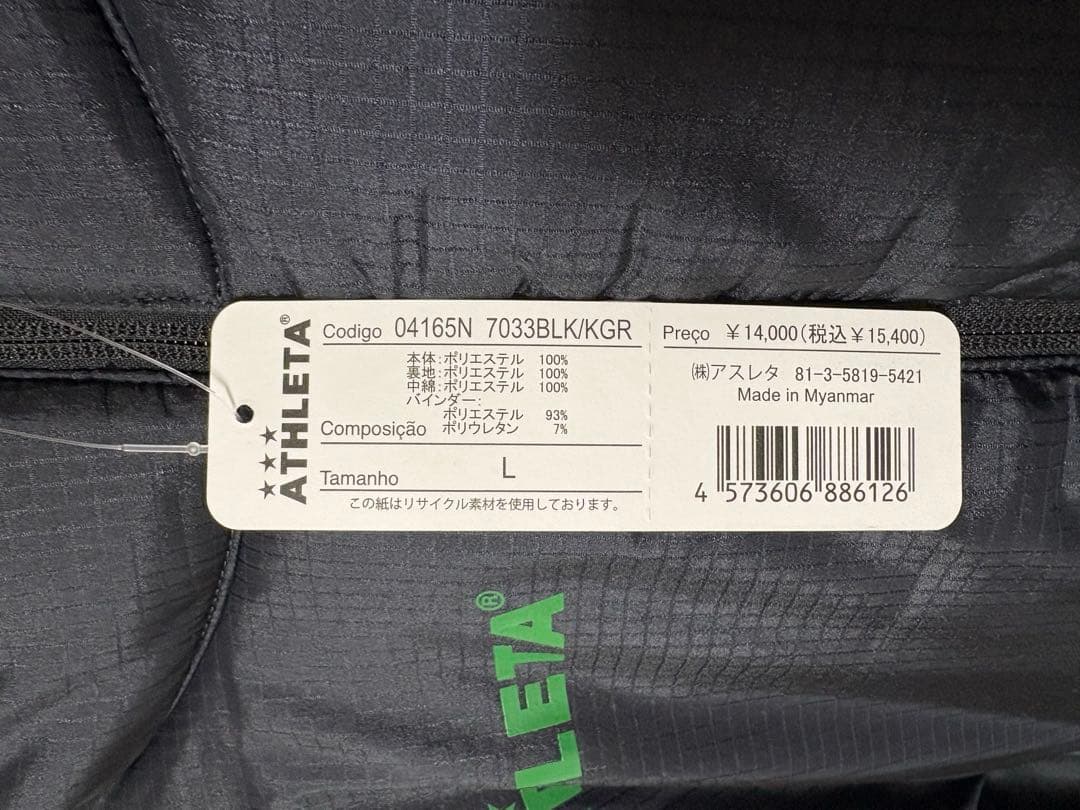 ★★★ ATHLETA®
Codigo 04165N 7033BLK/KGR
本体:ポリエステル 100%
裏地:ポリエステル 100%
中綿:ポリエステル 100%
バインダー:
ポリエステル 93%
Composição ポリウレタン 7%
Tamanho L
この紙はリサイクル素材を使用しております。
Preço ¥14,000(税込¥15,400)
㈱アスレタ 81-3-5819-5421
Made in Myanmar
4 573606 886126
ATHLETA®